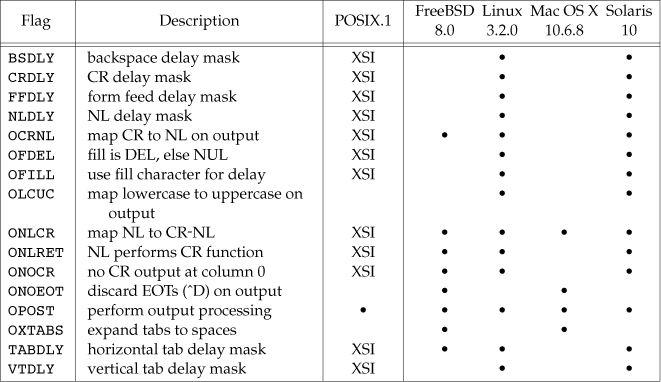 Flag Description POSIX.1 FreeBSD 8.0 Linux 3.2.0 Mac OS X 10.6.8 Solaris 10
BSDLY backspace delay mask XSI • •
CRDLY CR delay mask XSI • •
FFDLY form feed delay mask XSI • •
NLDLY NL delay mask XSI • •
OCRNL map CR to NL on output XSI • • •
OFDEL fill is DEL, else NUL XSI • •
OFILL use fill character for delay XSI • •
OLCUC map lowercase to uppercase on • •
output
ONLCR map NL to CR-NL XSI • • • •
ONLRET NL performs CR function XSI • • •
ONOCR no CR output at column 0 XSI • • •
ONOEOT discard EOTs (^D) on output • •
OPOST perform output processing • • • • •
OXTABS expand tabs to spaces • •
TABDLY horizontal tab delay mask XSI • • •
VTDLY vertical tab delay mask XSI • •